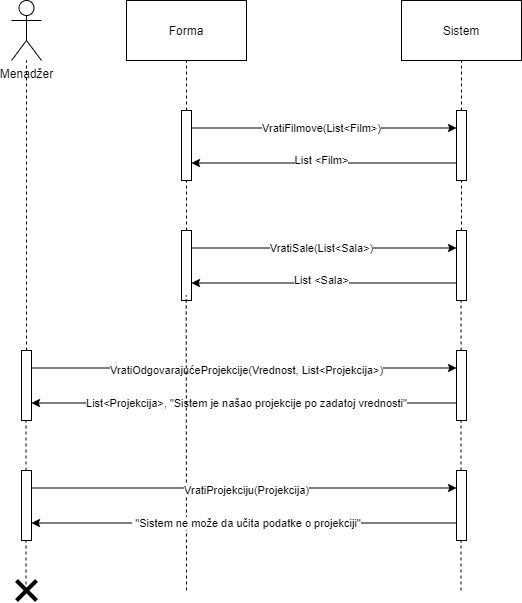 Forma
Sistem
Menadžer
VratiFilmove(List<Film>)
List <Film>
VratiSale(List<Sala>)
List <Sala>
VratiOdgovarajućeProjekcije(Vrednost, List<Projekcija>)
List<Projekcija>, "Sistem je našao projekcije po zadatoj vrednosti"
VratiProjekciju(Projekcija)
"Sistem ne može da učita podatke o projekciji"